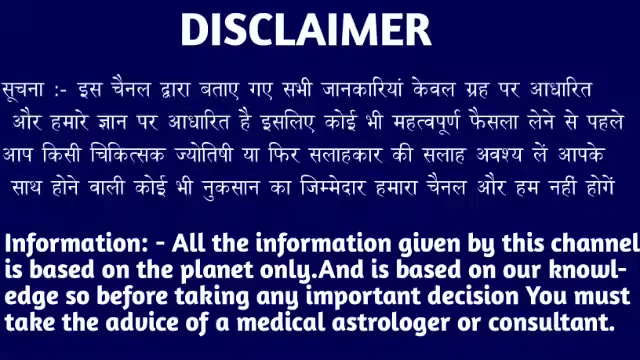 DISCLAIMER
सूचना :- इस चैनल द्वारा बताए गए सभी जानकारियां केवल ग्रह पर आधारित
और हमारे ज्ञान पर आधारित है इसलिए कोई भी महत्वपूर्ण फैसला लेने से पहले
आप किसी चिकित्सक ज्योतिषी या फिर सलाहकार की सलाह अवश्य लें आपके
साथ होने वाली कोई भी नुकसान का जिम्मेदार हमारा चैनल और हम नहीं होगें
Information: - All the information given by this channel
is based on the planet only.And is based on our knowl-
edge so before taking any important decision You must
take the advice of a medical astrologer or consultant.